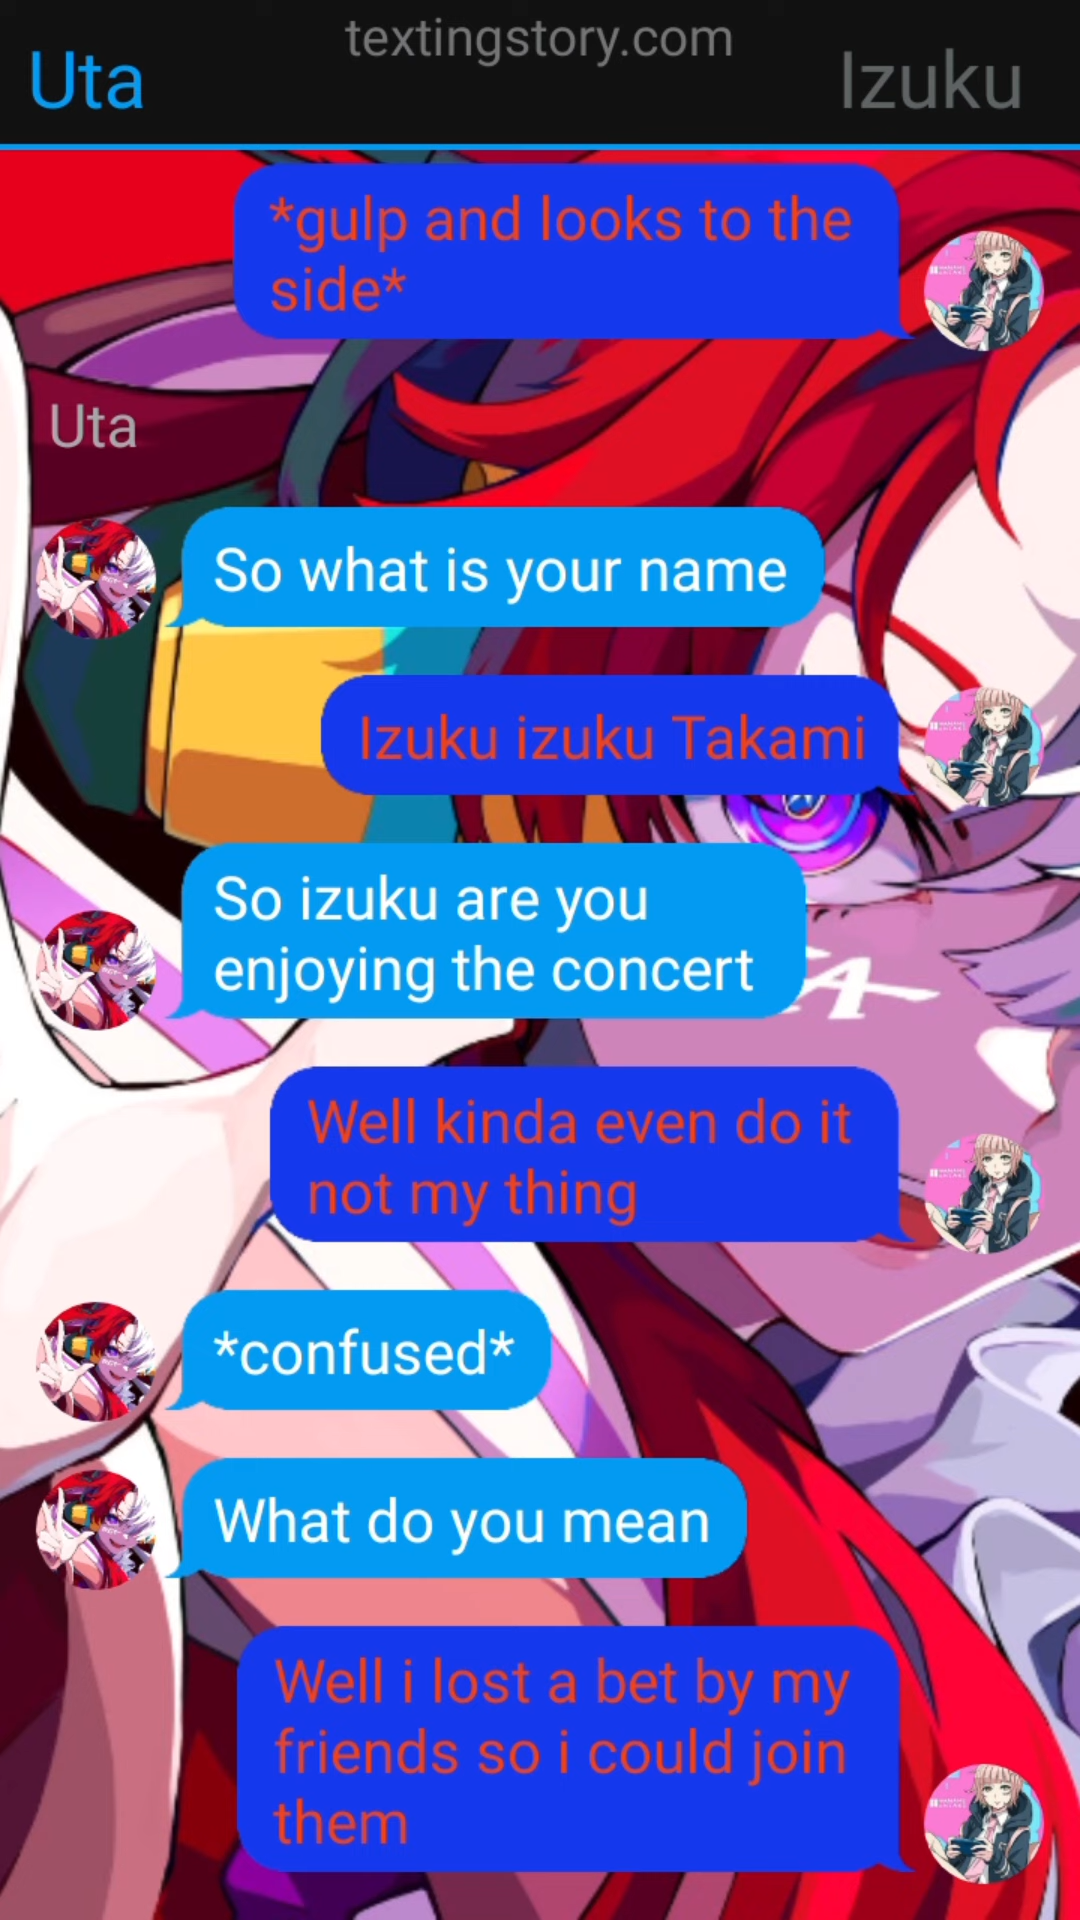 textingstory.com
Uta
Izuku
*gulp and looks to the
side*
Uta
So what is your name
Izuku izuku Takami
So izuku are you
enjoying the concert
Well kinda even do it
not my thing
*confused*
What do you mean
Well i lost a bet by my
friends so i could join
them